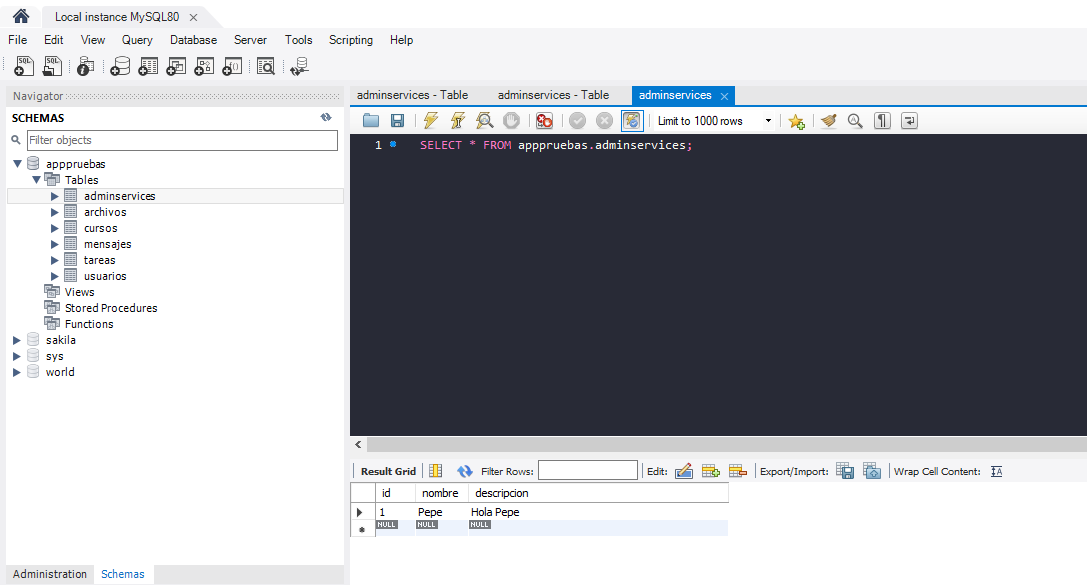 Local instance MySQL80
File Edit View Query Database Server Tools Scripting Help
Navigator
SCHEMAS
Filter objects
apppruebas
Tables
adminservices
archivos
cursos
mensajes
tareas
usuarios
Views
Stored Procedures
Functions
sakila
sys
world
Administration Schemas
adminservices - Table adminservices - Table adminservices
Limit to 1000 rows
1 SELECT * FROM apppruebas.adminservices;
Result Grid Filter Rows: Edit: Export/Import: Wrap Cell Content:
id nombre descripcion
1 Pepe Hola Pepe
NULL NULL NULL